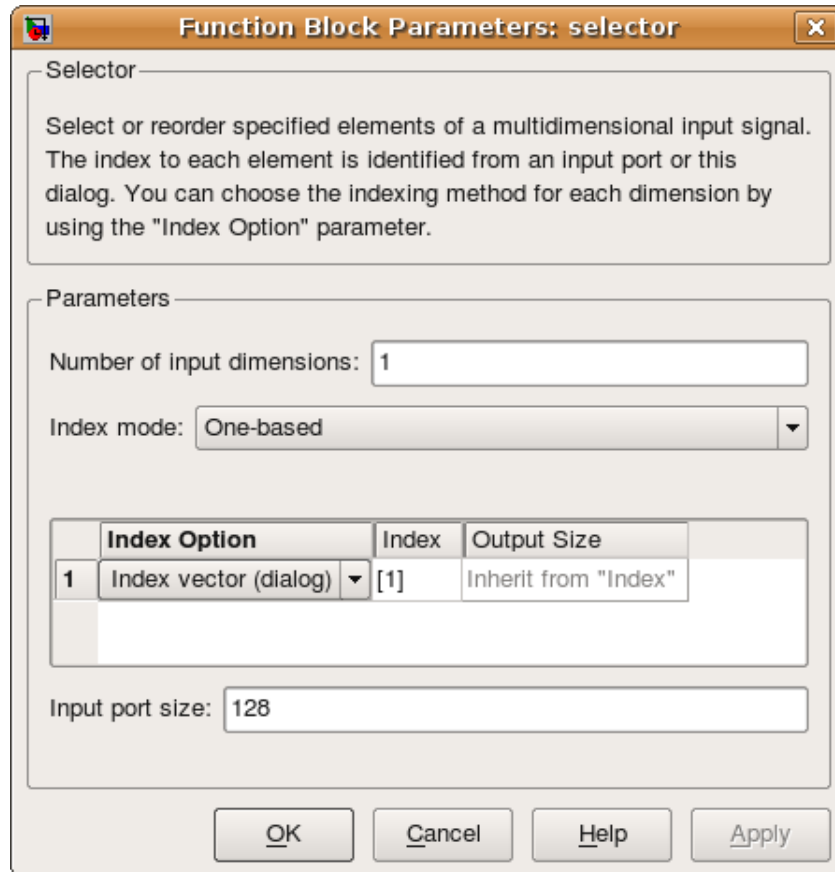 Function Block Parameters: selector
Selector
Select or reorder specified elements of a multidimensional input signal.
The index to each element is identified from an input port or this
dialog. You can choose the indexing method for each dimension by
using the "Index Option" parameter.
Parameters
Number of input dimensions: 1
Index mode: One-based
Index Option Index Output Size
1 Index vector (dialog) [1] Inherit from "Index"
Input port size: 128
OK Cancel Help Apply